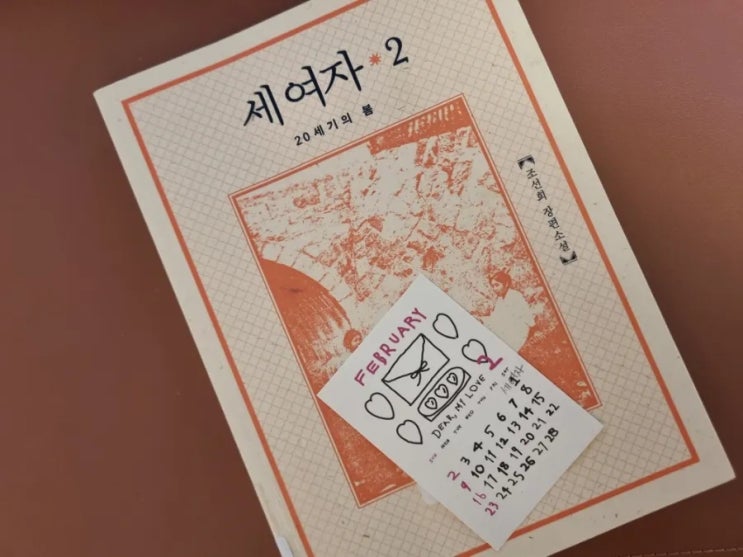 세 여자 * 2
20세기의 봄
【조선희 장편소설】
FEBRUARY
2
DEAR, MY LOVE
SUN MON TUE WED THU FRI SAT
1
2 3 4 5 6 7 8
9 10 11 12 13 14 15
16 17 18 19 20 21 22
23 24 25 26 27 28